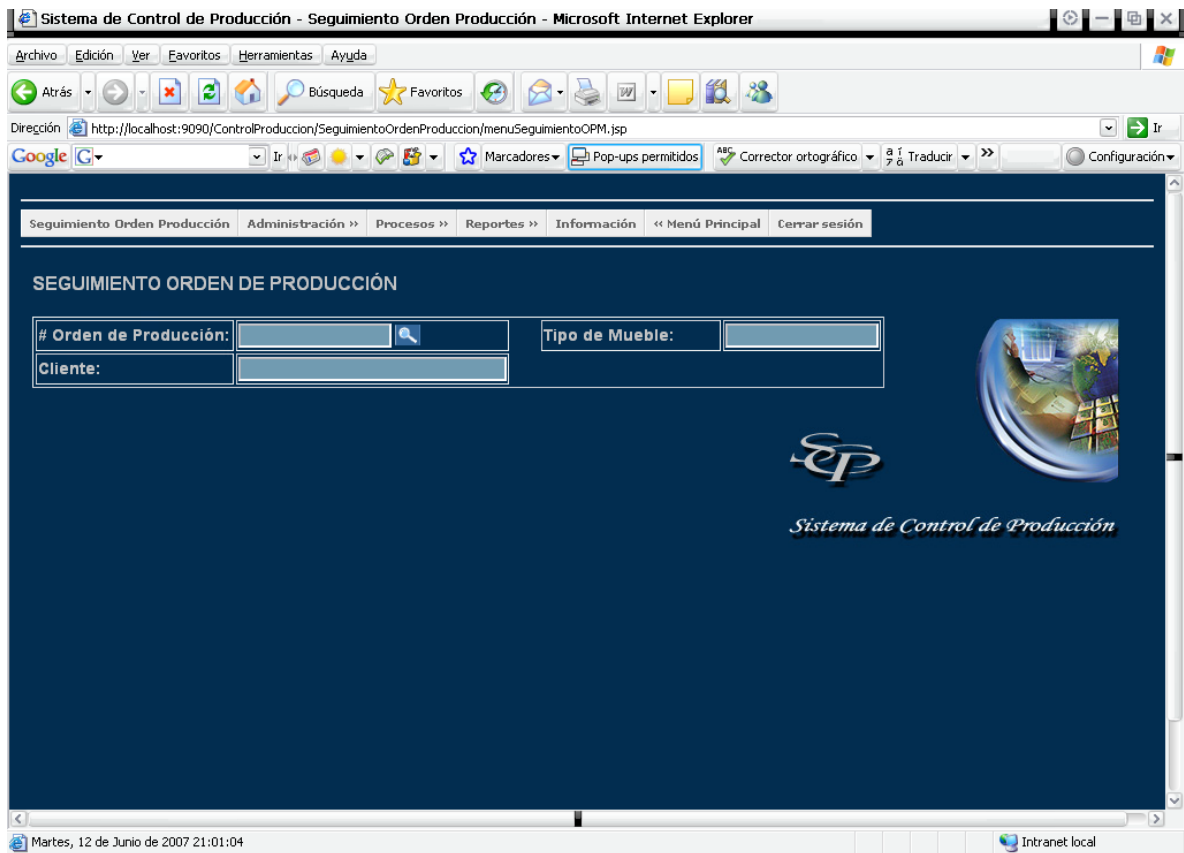 Sistema de Control de Producción - Seguimiento Orden Producción - Microsoft Internet Explorer
Archivo Edición Ver Favoritos Herramientas Ayuda
Atrás Búsqueda Favoritos
Dirección http://localhost:9090/ControlProduccion/SeguimientoOrdenProduccion/menuSeguimientoOPM.jsp Ir
Google G Ir Marcadores Pop-ups permitidos ABC Corrector ortográfico Traducir » Configuración
Seguimiento Orden Producción Administración » Procesos » Reportes » Información « Menú Principal Cerrar sesión
SEGUIMIENTO ORDEN DE PRODUCCIÓN
# Orden de Producción: Tipo de Mueble:
Cliente:
SCP
Sistema de Control de Producción
Martes, 12 de Junio de 2007 21:01:04 Intranet local